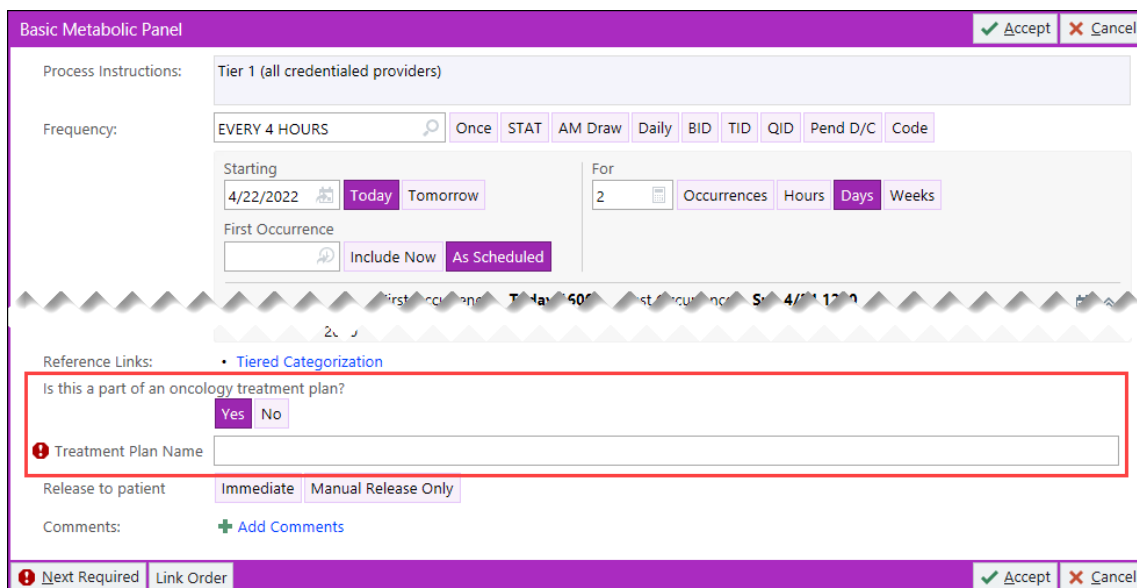 Basic Metabolic Panel Accept Cancel
Process Instructions: Tier 1 (all credentialed providers)
Frequency: EVERY 4 HOURS Once STAT AM Draw Daily BID TID QID Pend D/C Code
Starting For
4/22/2022 Today Tomorrow 2 Occurrences Hours Days Weeks
First Occurrence
Include Now As Scheduled
Reference Links: • Tiered Categorization
Is this a part of an oncology treatment plan?
Yes No
Treatment Plan Name
Release to patient Immediate Manual Release Only
Comments: Add Comments
Next Required Link Order Accept Cancel